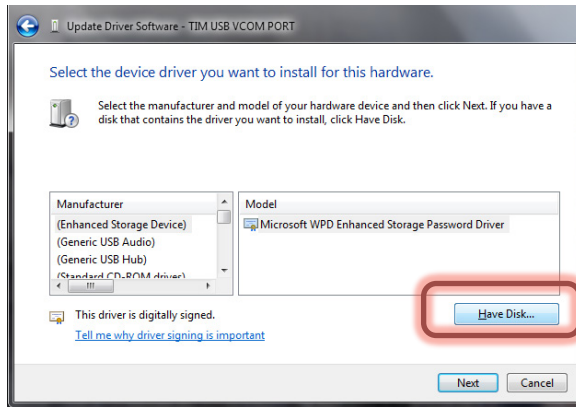 Update Driver Software - TIM USB VCOM PORT
Select the device driver you want to install for this hardware.
Select the manufacturer and model of your hardware device and then click Next. If you have a
disk that contains the driver you want to install, click Have Disk.
Manufacturer
Model
(Enhanced Storage Device)
Microsoft WPD Enhanced Storage Password Driver
(Generic USB Audio)
(Generic USB Hub)
(Standard CD-ROM drives)
This driver is digitally signed.
Have Disk...
Tell me why driver signing is important
Next
Cancel